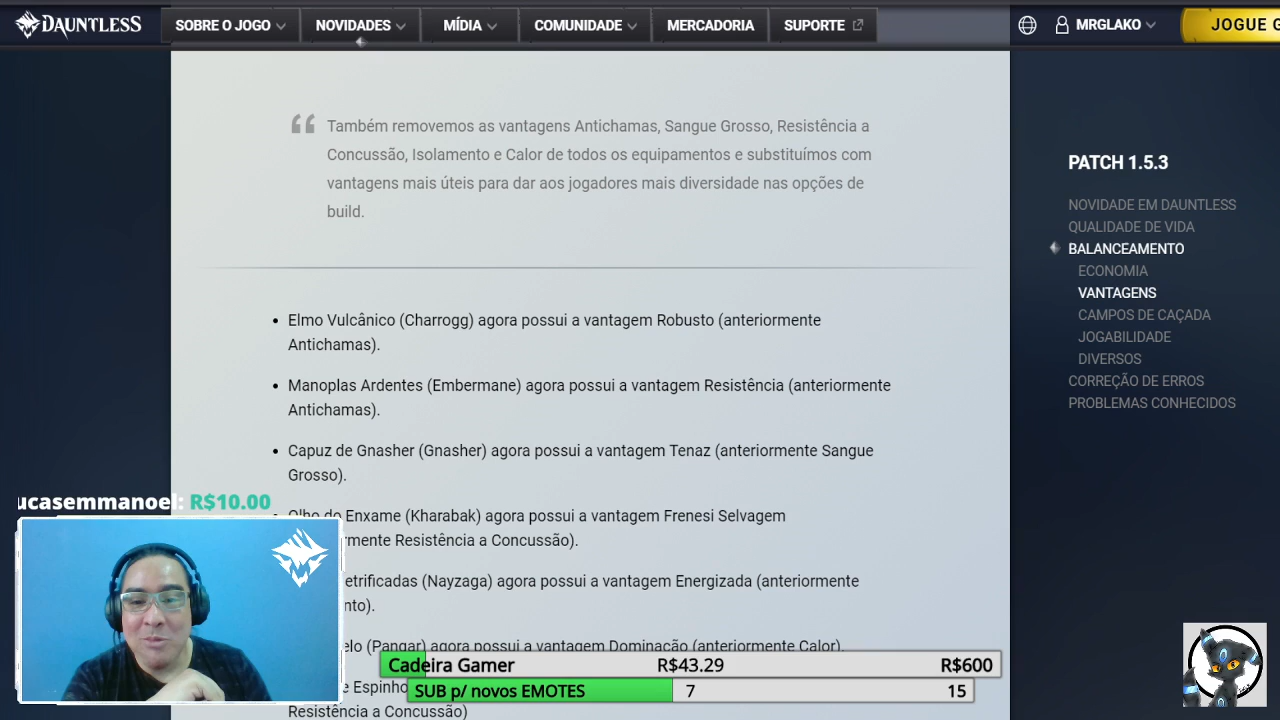 DAUNTLESS
SOBRE O JOGO
NOVIDADES
MÍDIA
COMUNIDADE
MERCADORIA
SUPORTE
MRGLAKO
JOGUE G
Também removemos as vantagens Antichamas, Sangue Grosso, Resistência a
Concussão, Isolamento e Calor de todos os equipamentos e substituímos com
vantagens mais úteis para dar aos jogadores mais diversidade nas opções de
build.
Elmo Vulcânico (Charrogg) agora possui a vantagem Robusto (anteriormente
Antichamas).
Manoplas Ardentes (Embermane) agora possui a vantagem Resistência (anteriormente
Antichamas).
Capuz de Gnasher (Gnasher) agora possui a vantagem Tenaz (anteriormente Sangue
Grosso).
Olho do Enxame (Kharabak) agora possui a vantagem Frenesi Selvagem
rmente Resistência a Concussão).
etrificadas (Nayzaga) agora possui a vantagem Energizada (anteriormente
nto).
elo (Pangar) agora possui a vantagem Dominação (anteriormente Calor).
e Espinho
Resistência a Concussão)
PATCH 1.5.3
NOVIDADE EM DAUNTLESS
QUALIDADE DE VIDA
BALANCEAMENTO
ECONOMIA
VANTAGENS
CAMPOS DE CAÇADA
JOGABILIDADE
DIVERSOS
CORREÇÃO DE ERROS
PROBLEMAS CONHECIDOS
ucasemmanoel: R$10.00
Cadeira Gamer R$43.29 R$600
SUB p/ novos EMOTES 7 15